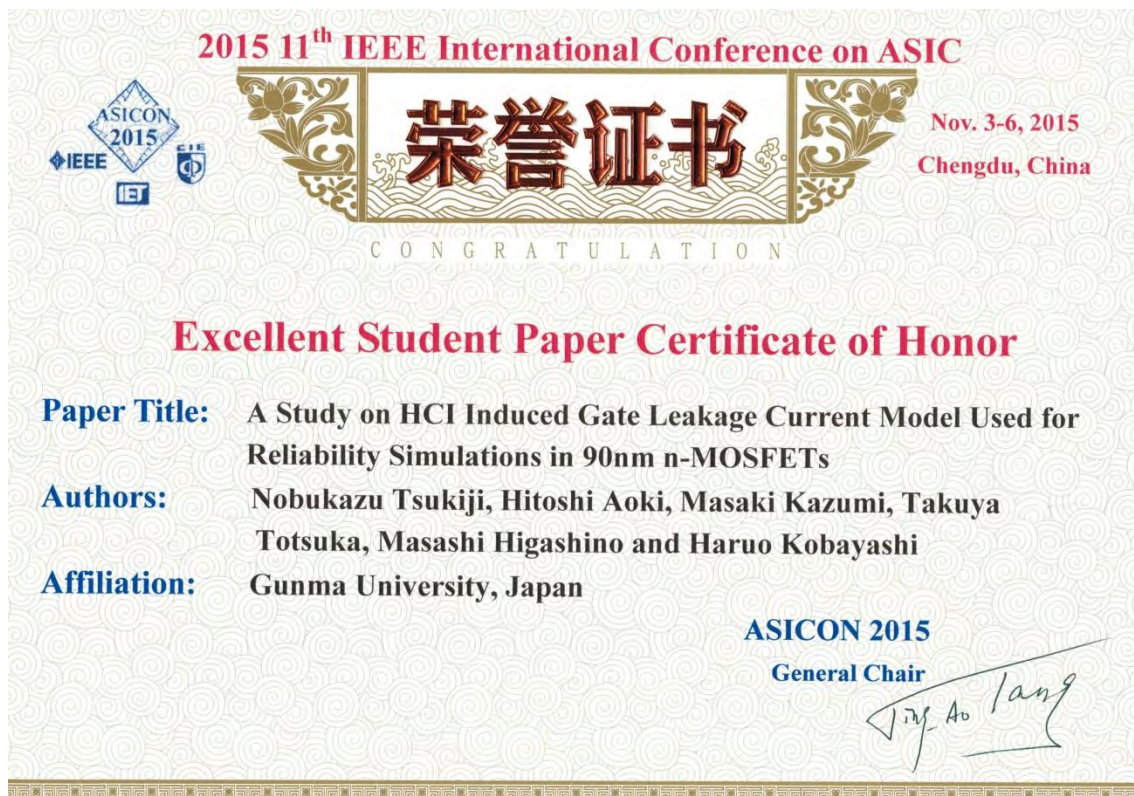 2015 11th IEEE International Conference on ASIC
ASICON
2015
IEEE
CIE
IET
荣誉证书
Nov. 3-6, 2015
Chengdu, China
CONGRATULATION
Excellent Student Paper Certificate of Honor
Paper Title: A Study on HCI Induced Gate Leakage Current Model Used for
Reliability Simulations in 90nm n-MOSFETs
Authors: Nobukazu Tsukiji, Hitoshi Aoki, Masaki Kazumi, Takuya
Totsuka, Masashi Higashino and Haruo Kobayashi
Affiliation: Gunma University, Japan
ASICON 2015
General Chair
Ting-Ao Tang